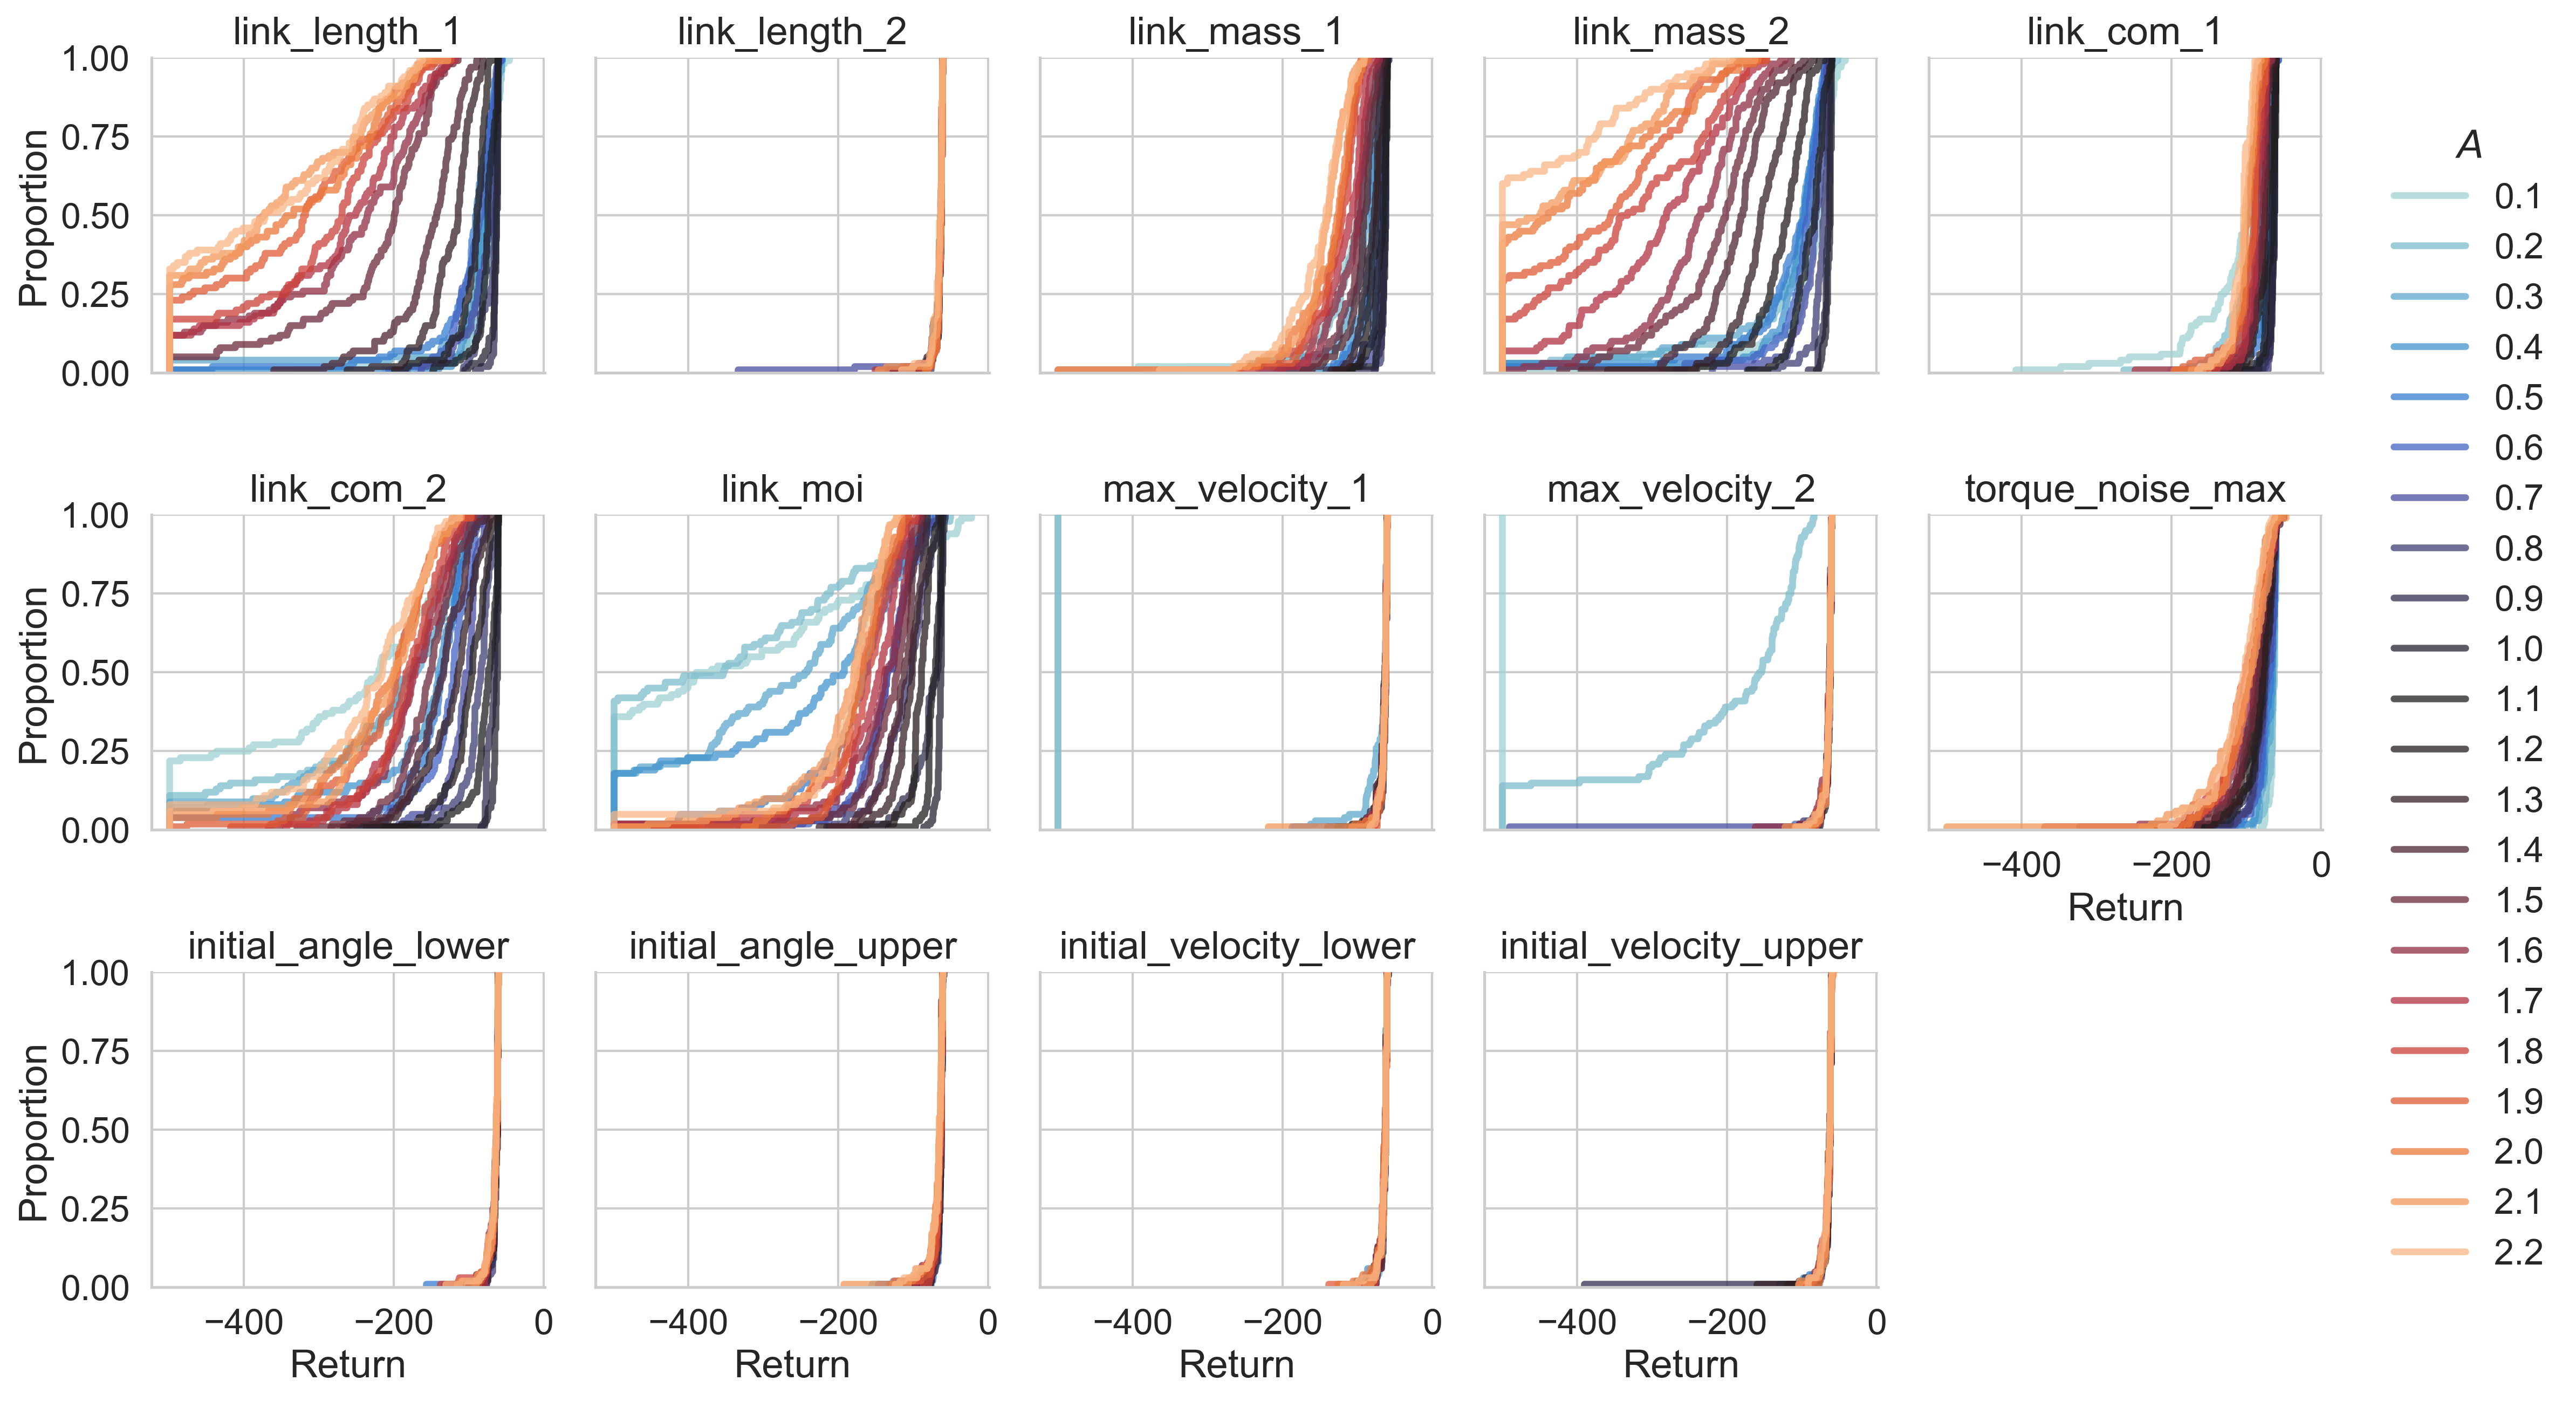 link_length_1
link_length_2
link_mass_1
link_mass_2
link_com_1
Proportion
1.00
0.75
0.50
0.25
0.00
link_com_2
link_moi
max_velocity_1
max_velocity_2
torque_noise_max
Proportion
1.00
0.75
0.50
0.25
0.00
−400 −200 0
Return
initial_angle_lower
initial_angle_upper
initial_velocity_lower
initial_velocity_upper
Proportion
1.00
0.75
0.50
0.25
0.00
−400 −200 0
Return
−400 −200 0
Return
−400 −200 0
Return
−400 −200 0
Return
A
0.1
0.2
0.3
0.4
0.5
0.6
0.7
0.8
0.9
1.0
1.1
1.2
1.3
1.4
1.5
1.6
1.7
1.8
1.9
2.0
2.1
2.2